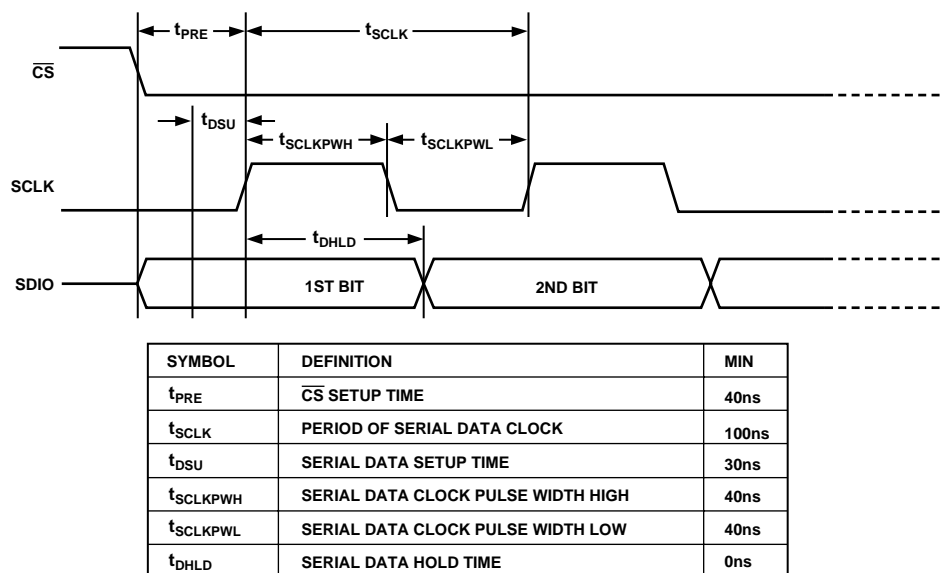 tPRE
tSCLK
CS
tDSU
tSCLKPWH
tSCLKPWL
SCLK
tDHLD
SDIO
1ST BIT
2ND BIT
SYMBOL DEFINITION MIN
tPRE CS SETUP TIME 40ns
tSCLK PERIOD OF SERIAL DATA CLOCK 100ns
tDSU SERIAL DATA SETUP TIME 30ns
tSCLKPWH SERIAL DATA CLOCK PULSE WIDTH HIGH 40ns
tSCLKPWL SERIAL DATA CLOCK PULSE WIDTH LOW 40ns
tDHLD SERIAL DATA HOLD TIME 0ns